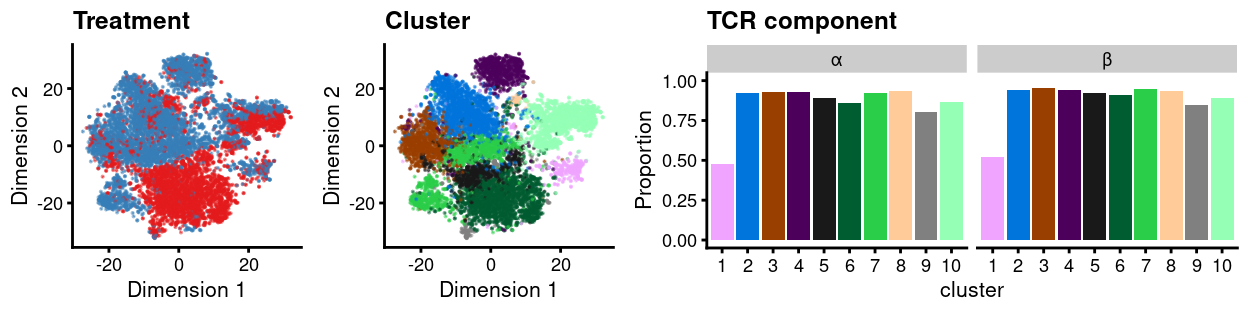 Treatment
20
0
-20
-20 0 20
Dimension 1
Dimension 2
Cluster
20
0
-20
-20 0 20
Dimension 1
Dimension 2
TCR component
α β
1.00
0.75
0.50
0.25
0.00
Proportion
1 2 3 4 5 6 7 8 9 10 1 2 3 4 5 6 7 8 9 10
cluster